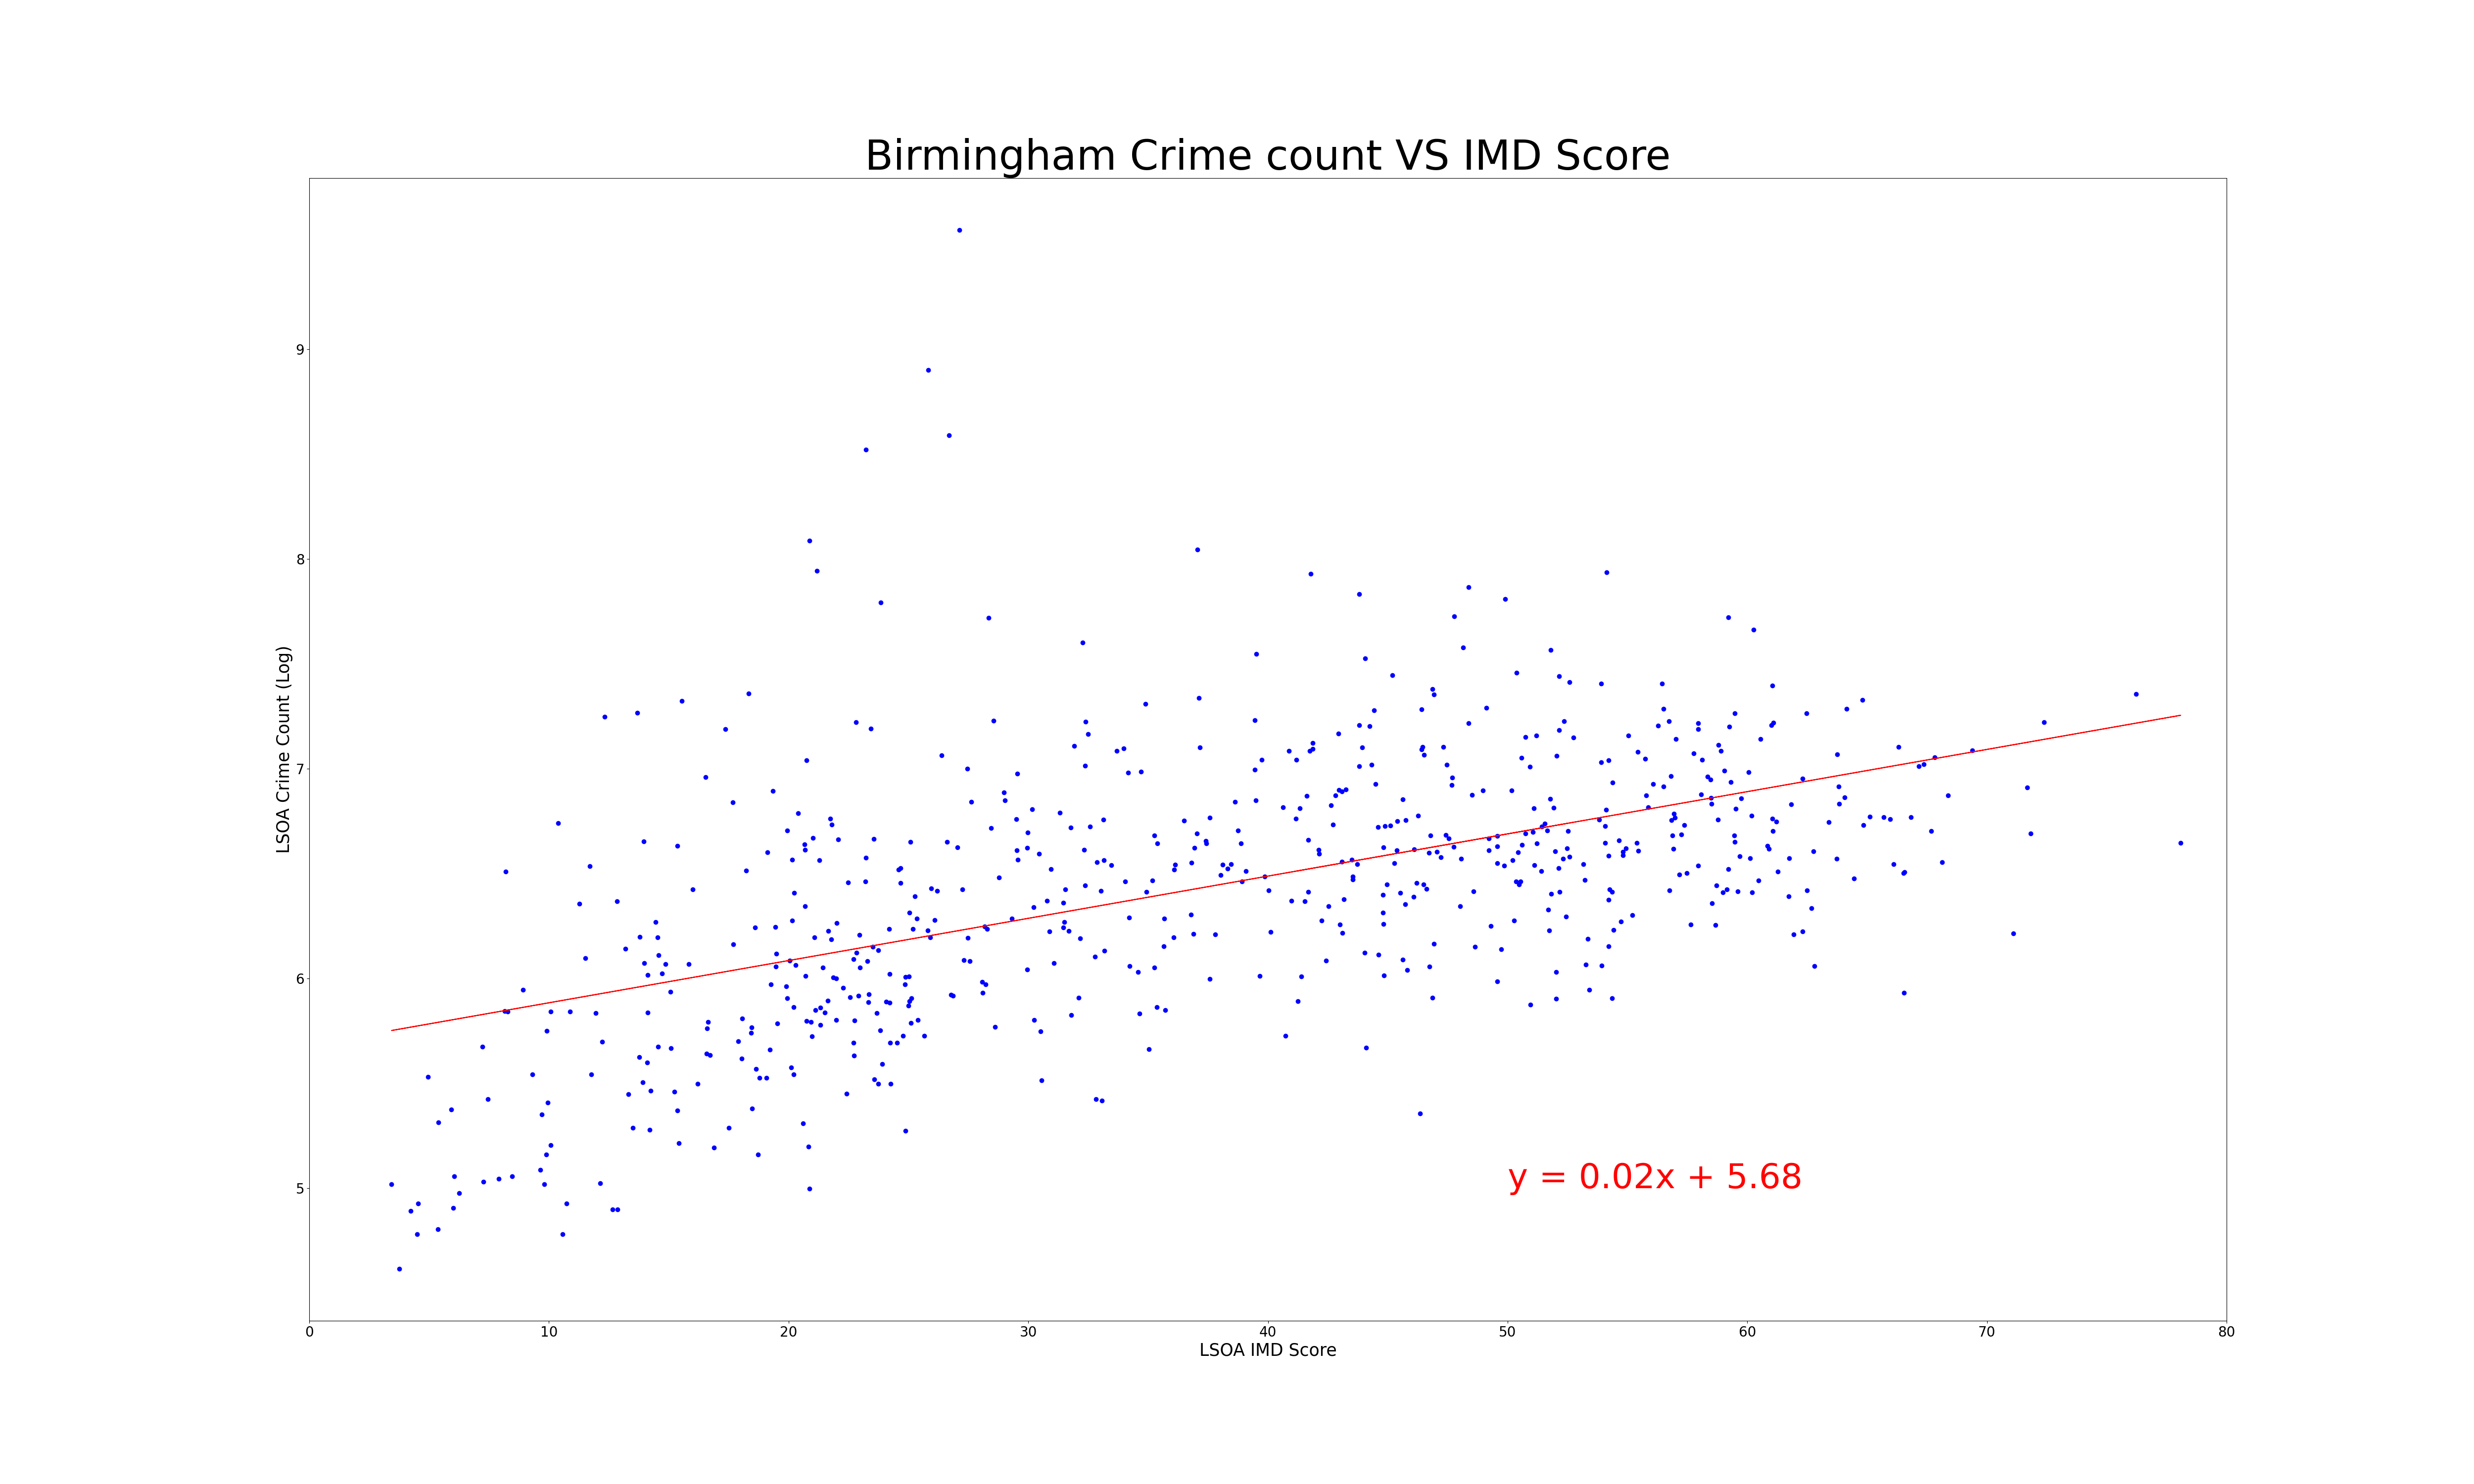 Birmingham Crime count VS IMD Score
9
8
7
6
5
LSOA Crime Count (Log)
y = 0.02x + 5.68
0 10 20 30 40 50 60 70 80
LSOA IMD Score